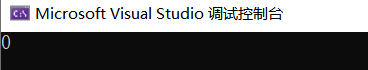 Microsoft Visual Studio 调试控制台
0